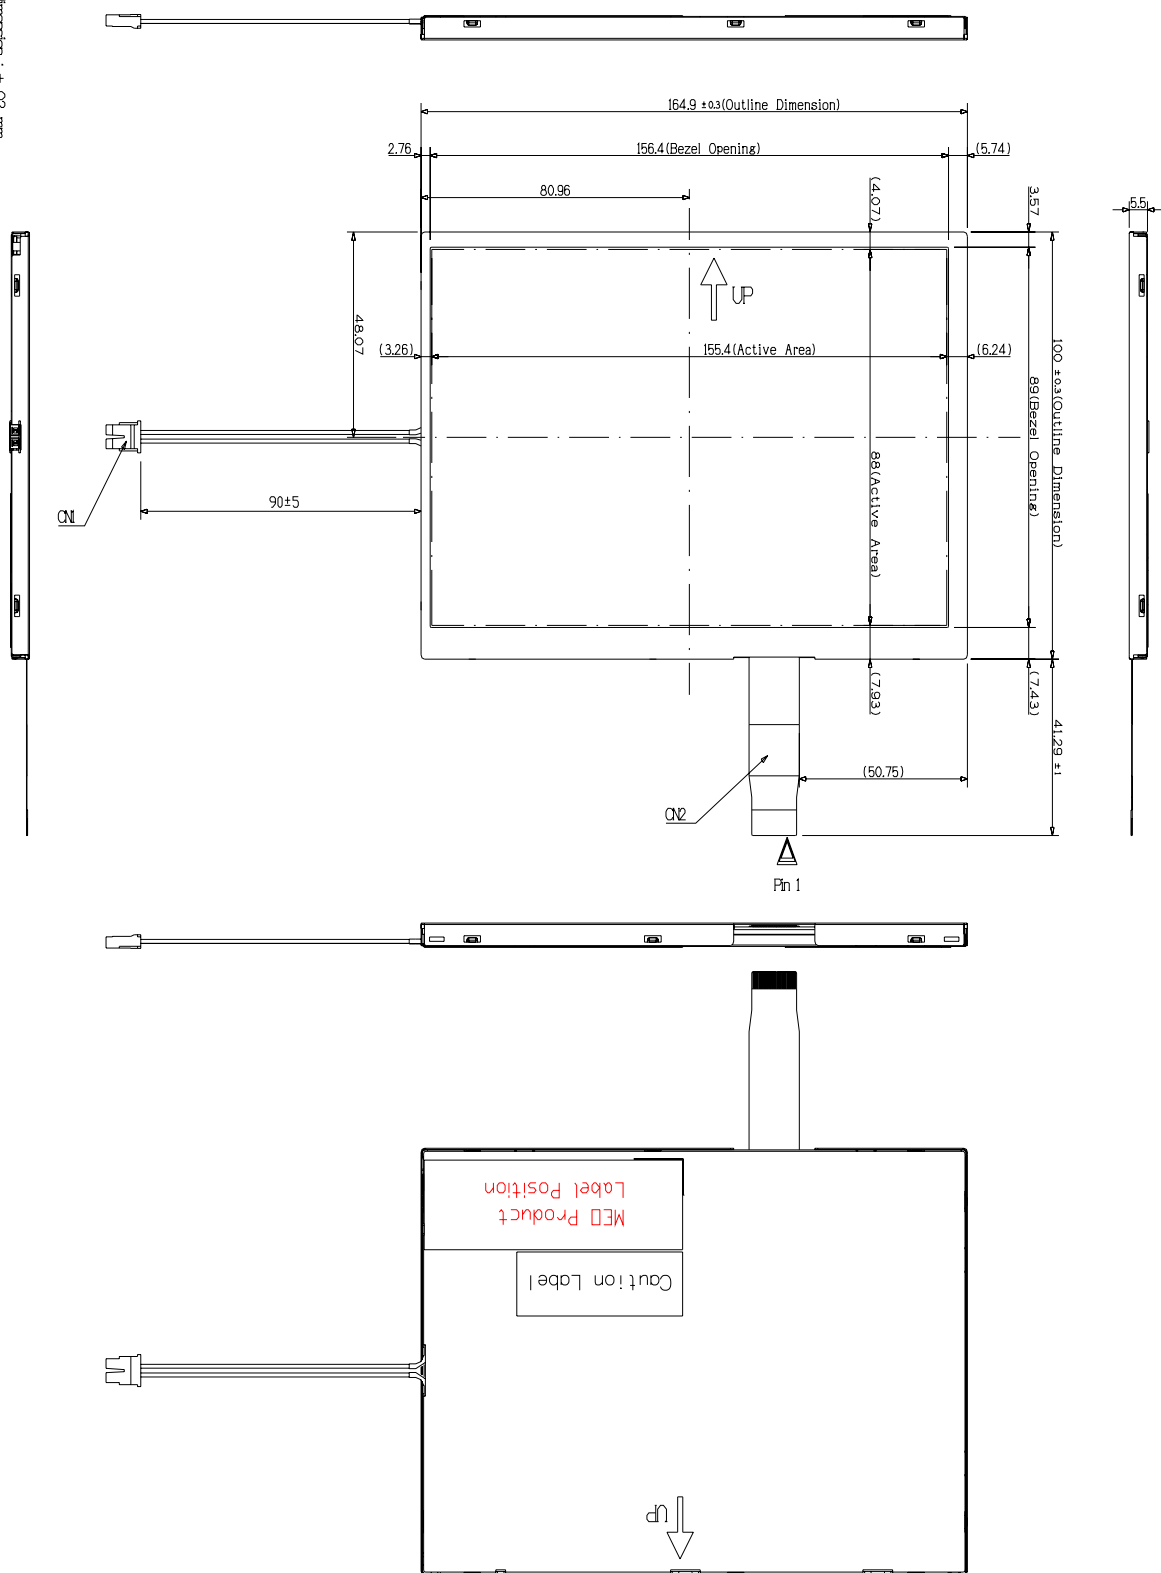 164.9 ±0.3(Outline Dimension)
2.76
156.4(Bezel Opening)
(5.74)
80.96
(4.07)
3.57
5.5
UP
48.07
(3.26)
155.4(Active Area)
(6.24)
100 ±0.3(Outline Dimension)
89(Bezel Opening)
88(Active Area)
90±5
CN1
(7.93)
(7.43)
41.29 ±1
(50.75)
CN2
Pin 1
MEO Product
Label Position
Caution Label
UP